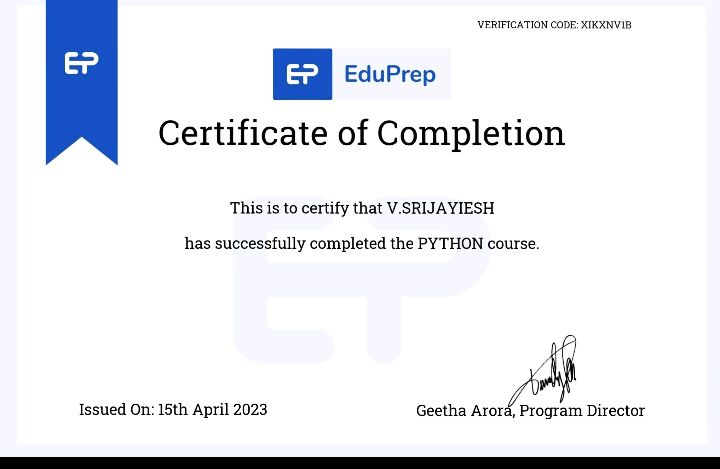 VERIFICATION CODE: XIKXNV1B
EP
EP EduPrep
Certificate of Completion
This is to certify that V.SRIJAYIESH
has successfully completed the PYTHON course.
EP
Issued On: 15th April 2023
Geetha Arora, Program Director